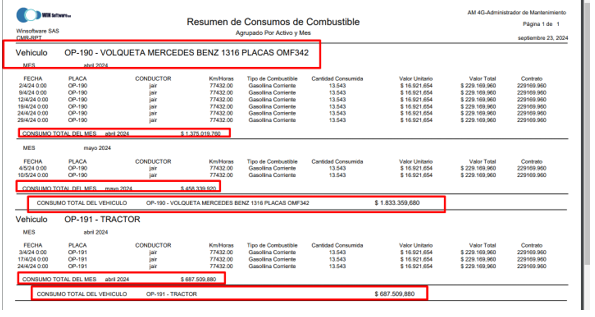 WIN Software
AM 4G-Administrador de Mantenimiento
Resumen de Consumos de Combustible
Winsoftware SAS
Agrupado Por Activo y Mes
Página 1 de 1
CMB-RPT
septiembre 23, 2024
Vehiculo OP-190 - VOLQUETA MERCEDES BENZ 1316 PLACAS OMF342
MES abril 2024
FECHA PLACA CONDUCTOR Km/Horas Tipo de Combustible Cantidad Consumida Valor Unitario Valor Total Contrato
2/4/24 0:00 OP-190 jair 77432.00 Gasolina Corriente 13.543 $ 16.921,654 $ 229.169,960 229169.960
9/4/24 0:00 OP-190 jair 77432.00 Gasolina Corriente 13.543 $ 16.921,654 $ 229.169,960 229169.960
12/4/24 0:00 OP-190 jair 77432.00 Gasolina Corriente 13.543 $ 16.921,654 $ 229.169,960 229169.960
18/4/24 0:00 OP-190 jair 77432.00 Gasolina Corriente 13.543 $ 16.921,654 $ 229.169,960 229169.960
24/4/24 0:00 OP-190 jair 77432.00 Gasolina Corriente 13.543 $ 16.921,654 $ 229.169,960 229169.960
29/4/24 0:00 OP-190 jair 77432.00 Gasolina Corriente 13.543 $ 16.921,654 $ 229.169,960 229169.960
CONSUMO TOTAL DEL MES abril 2024 $ 1.375.019,760
MES mayo 2024
FECHA PLACA CONDUCTOR Km/Horas Tipo de Combustible Cantidad Consumida Valor Unitario Valor Total Contrato
4/5/24 0:00 OP-190 jair 77432.00 Gasolina Corriente 13.543 $ 16.921,654 $ 229.169,960 229169.960
10/5/24 0:00 OP-190 jair 77432.00 Gasolina Corriente 13.543 $ 16.921,654 $ 229.169,960 229169.960
CONSUMO TOTAL DEL MES mayo 2024 $ 458.339,920
CONSUMO TOTAL DEL VEHICULO OP-190 - VOLQUETA MERCEDES BENZ 1316 PLACAS OMF342 $ 1.833.359,680
Vehiculo OP-191 - TRACTOR
MES abril 2024
FECHA PLACA CONDUCTOR Km/Horas Tipo de Combustible Cantidad Consumida Valor Unitario Valor Total Contrato
3/4/24 0:00 OP-191 jair 77432.00 Gasolina Corriente 13.543 $ 16.921,654 $ 229.169,960 229169.960
17/4/24 0:00 OP-191 jair 77432.00 Gasolina Corriente 13.543 $ 16.921,654 $ 229.169,960 229169.960
24/4/24 0:00 OP-191 jair 77432.00 Gasolina Corriente 13.543 $ 16.921,654 $ 229.169,960 229169.960
CONSUMO TOTAL DEL MES abril 2024 $ 687.509,880
CONSUMO TOTAL DEL VEHICULO OP-191 - TRACTOR $ 687.509,880